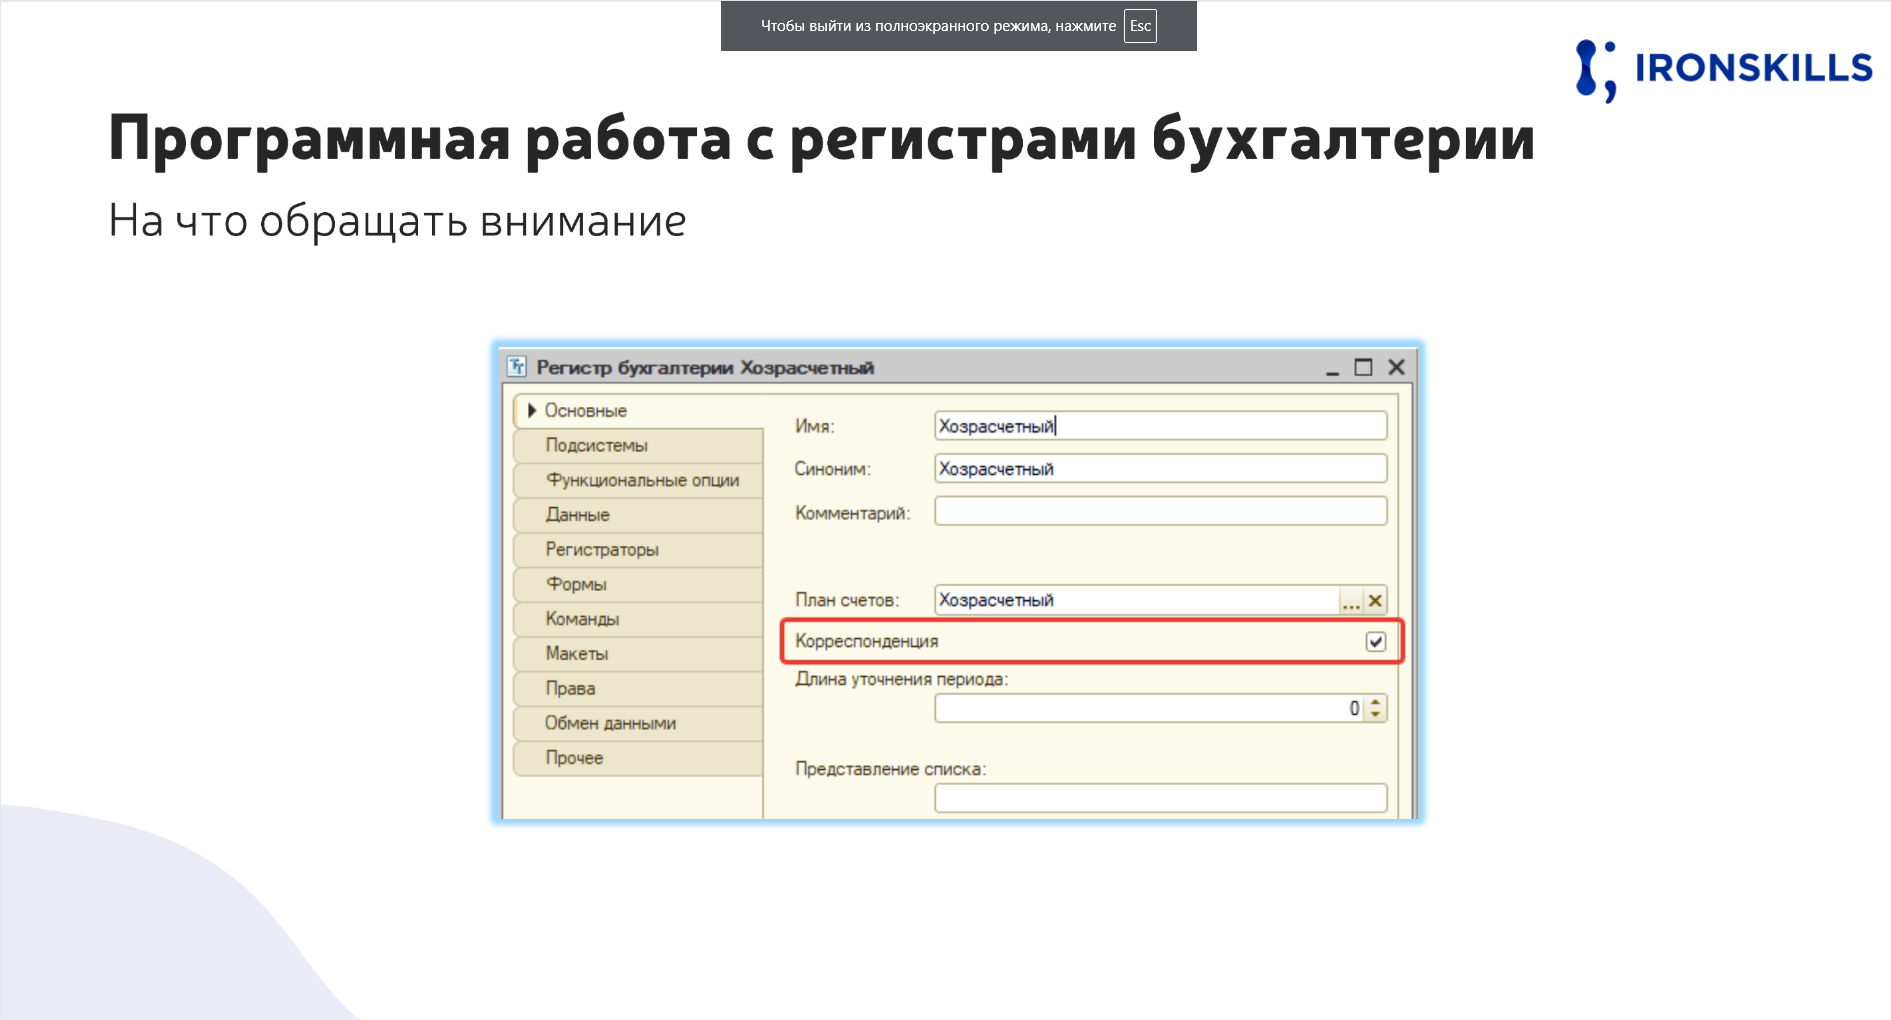 Чтобы выйти из полноэкранного режима, нажмите Esc
IRONSKILLS
Программная работа с регистрами бухгалтерии
На что обращать внимание
Регистр бухгалтерии Хозрасчетный
Основные
Подсистемы
Функциональные опции
Данные
Регистраторы
Формы
Команды
Макеты
Права
Обмен данными
Прочее
Имя: Хозрасчетный
Синоним: Хозрасчетный
Комментарий:
План счетов: Хозрасчетный ...
Корреспонденция
Длина уточнения периода:
0
Представление списка: